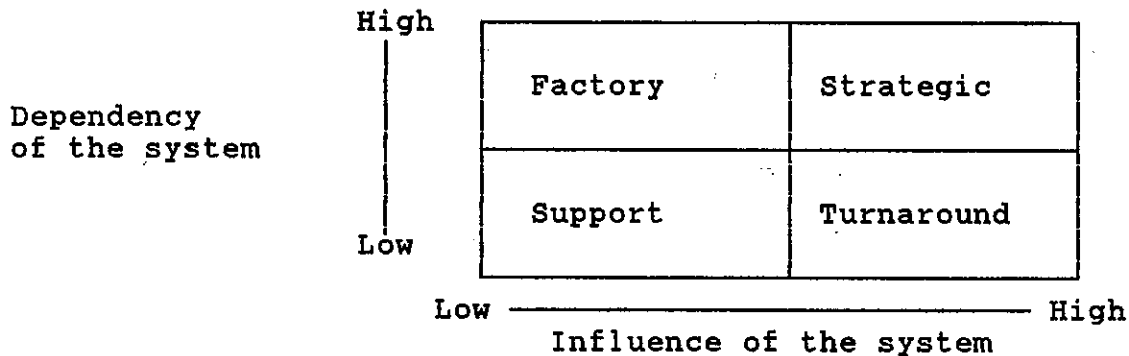 High
Factory Strategic
Dependency
of the system
Support Turnaround
Low
Low High
Influence of the system